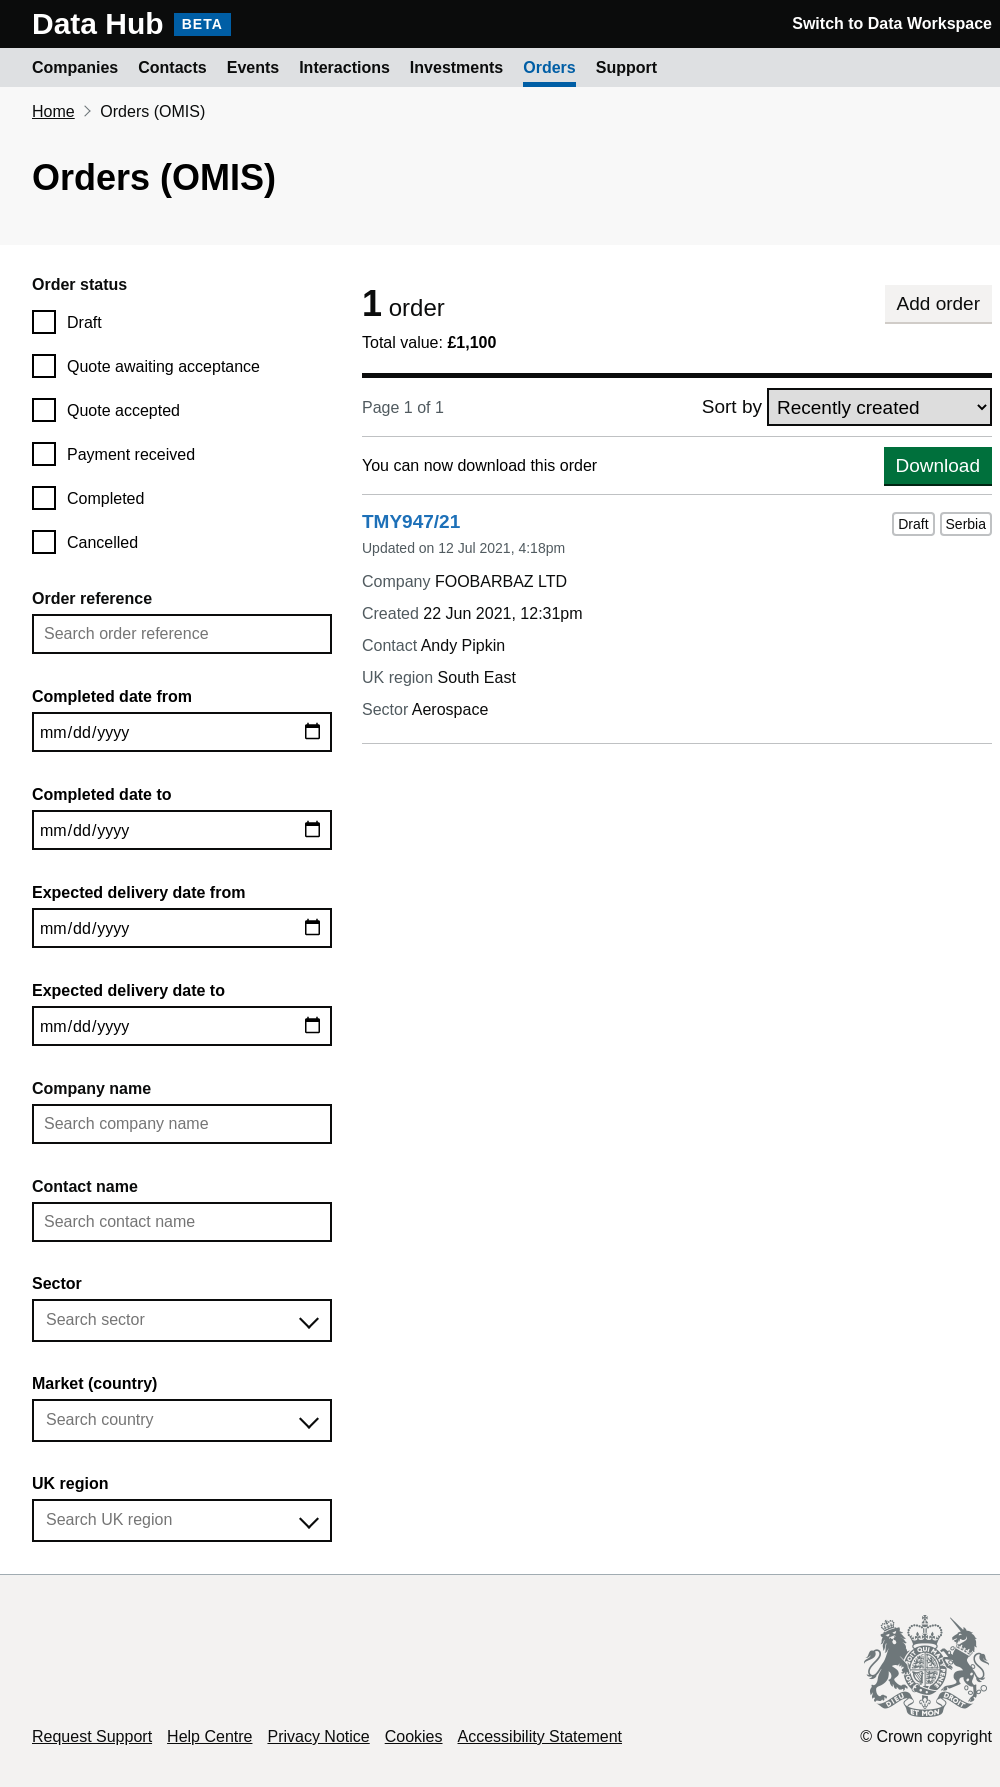 Data Hub BETA
Switch to Data Workspace
Companies Contacts Events Interactions Investments Orders Support
Home Orders (OMIS)
Orders (OMIS)
Order status
Draft
Quote awaiting acceptance
Quote accepted
Payment received
Completed
Cancelled
Order reference
Search order reference
Completed date from
mm/dd/yyyy
Completed date to
mm/dd/yyyy
Expected delivery date from
mm/dd/yyyy
Expected delivery date to
mm/dd/yyyy
Company name
Search company name
Contact name
Search contact name
Sector
Search sector
Market (country)
Search country
UK region
Search UK region
1 order
Add order
Total value: £1,100
Page 1 of 1
Sort by Recently created
You can now download this order
Download
TMY947/21
Draft Serbia
Updated on 12 Jul 2021, 4:18pm
Company FOOBARBAZ LTD
Created 22 Jun 2021, 12:31pm
Contact Andy Pipkin
UK region South East
Sector Aerospace
DIEU ET MON DROIT
Request Support Help Centre Privacy Notice Cookies Accessibility Statement
© Crown copyright